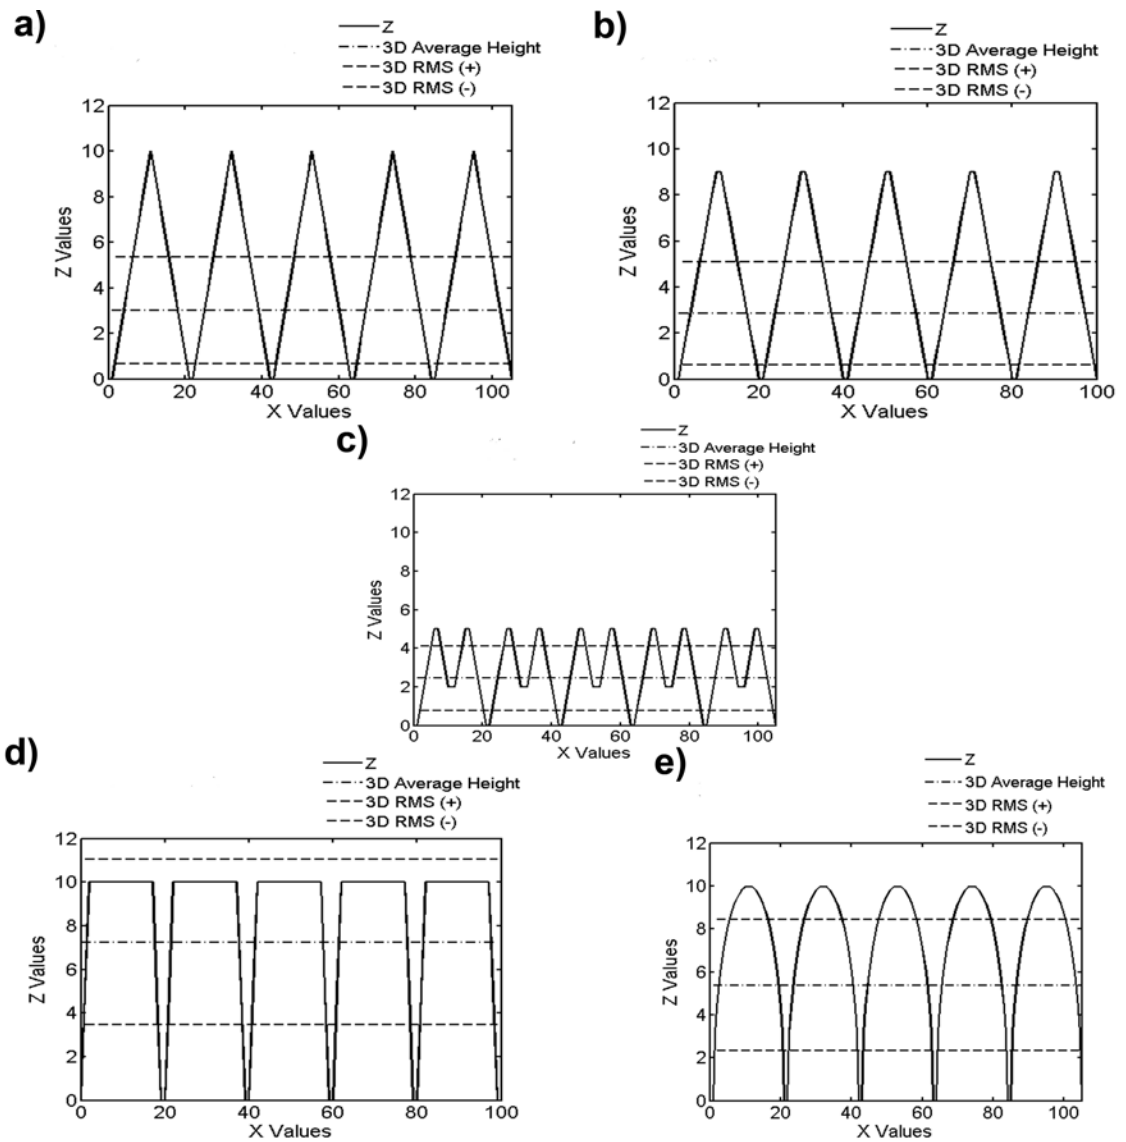 a)
Z
3D Average Height
3D RMS (+)
3D RMS (-)
12
10
8
6
4
2
0
Z Values
0 20 40 60 80 100
X Values
b)
Z
3D Average Height
3D RMS (+)
3D RMS (-)
12
10
8
6
4
2
0
Z Values
0 20 40 60 80 100
X Values
c)
Z
3D Average Height
3D RMS (+)
3D RMS (-)
12
10
8
6
4
2
0
Z Values
0 20 40 60 80 100
X Values
d)
Z
3D Average Height
3D RMS (+)
3D RMS (-)
12
10
8
6
4
2
0
Z Values
0 20 40 60 80 100
X Values
e)
Z
3D Average Height
3D RMS (+)
3D RMS (-)
12
10
8
6
4
2
0
Z Values
0 20 40 60 80 100
X Values